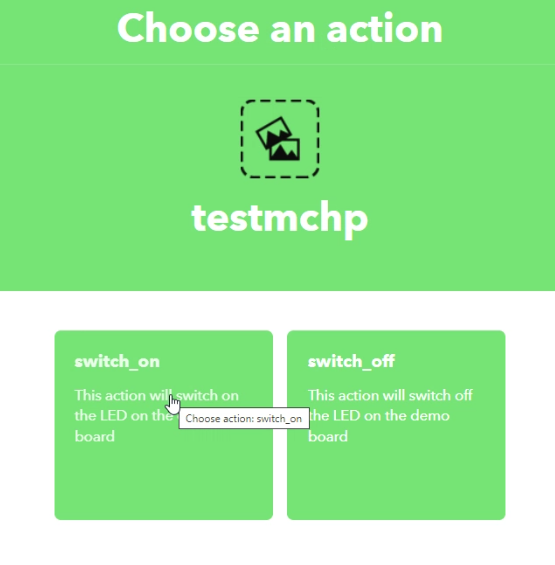 Choose an action
testmchp
switch_on
This action will switch on
the LED on the
board
Choose action: switch_on
switch_off
This action will switch off
the LED on the demo
board